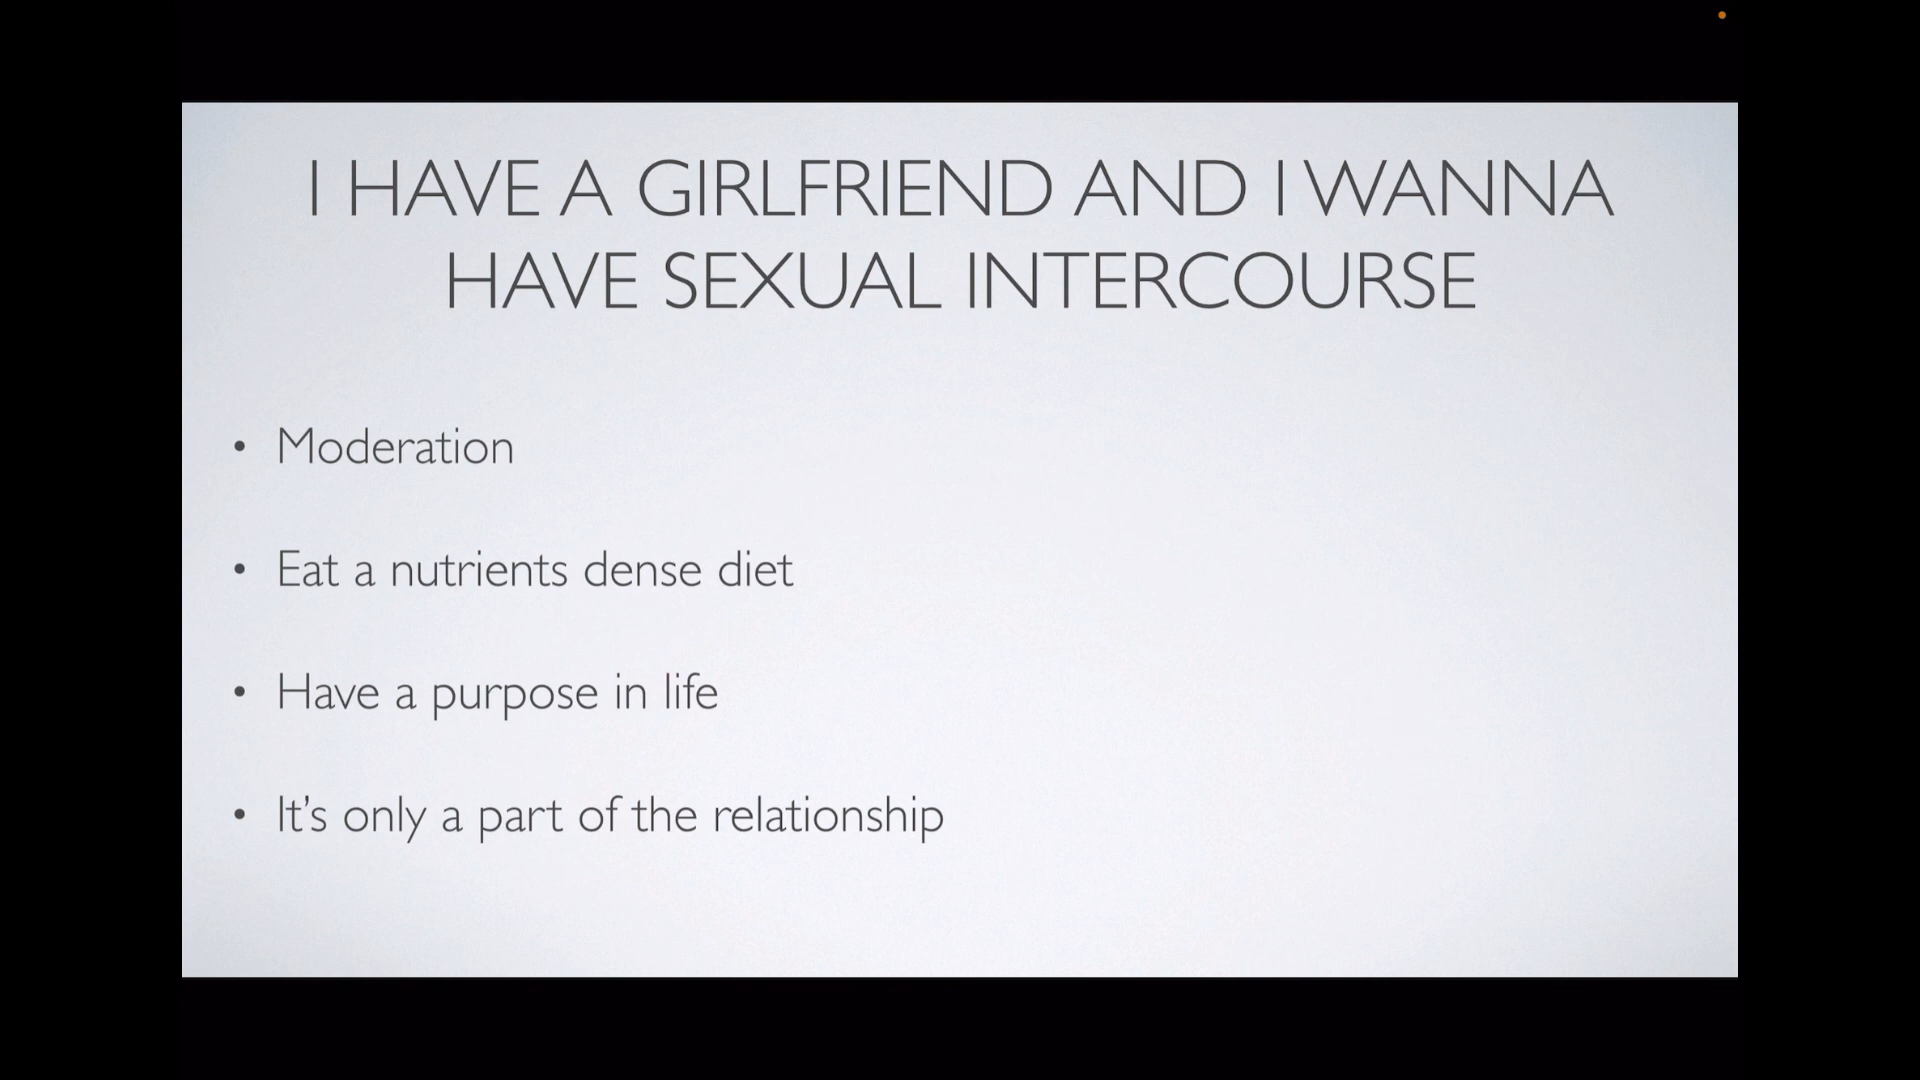 I HAVE A GIRLFRIEND AND I WANNA
HAVE SEXUAL INTERCOURSE
• Moderation
• Eat a nutrients dense diet
• Have a purpose in life
• It's only a part of the relationship